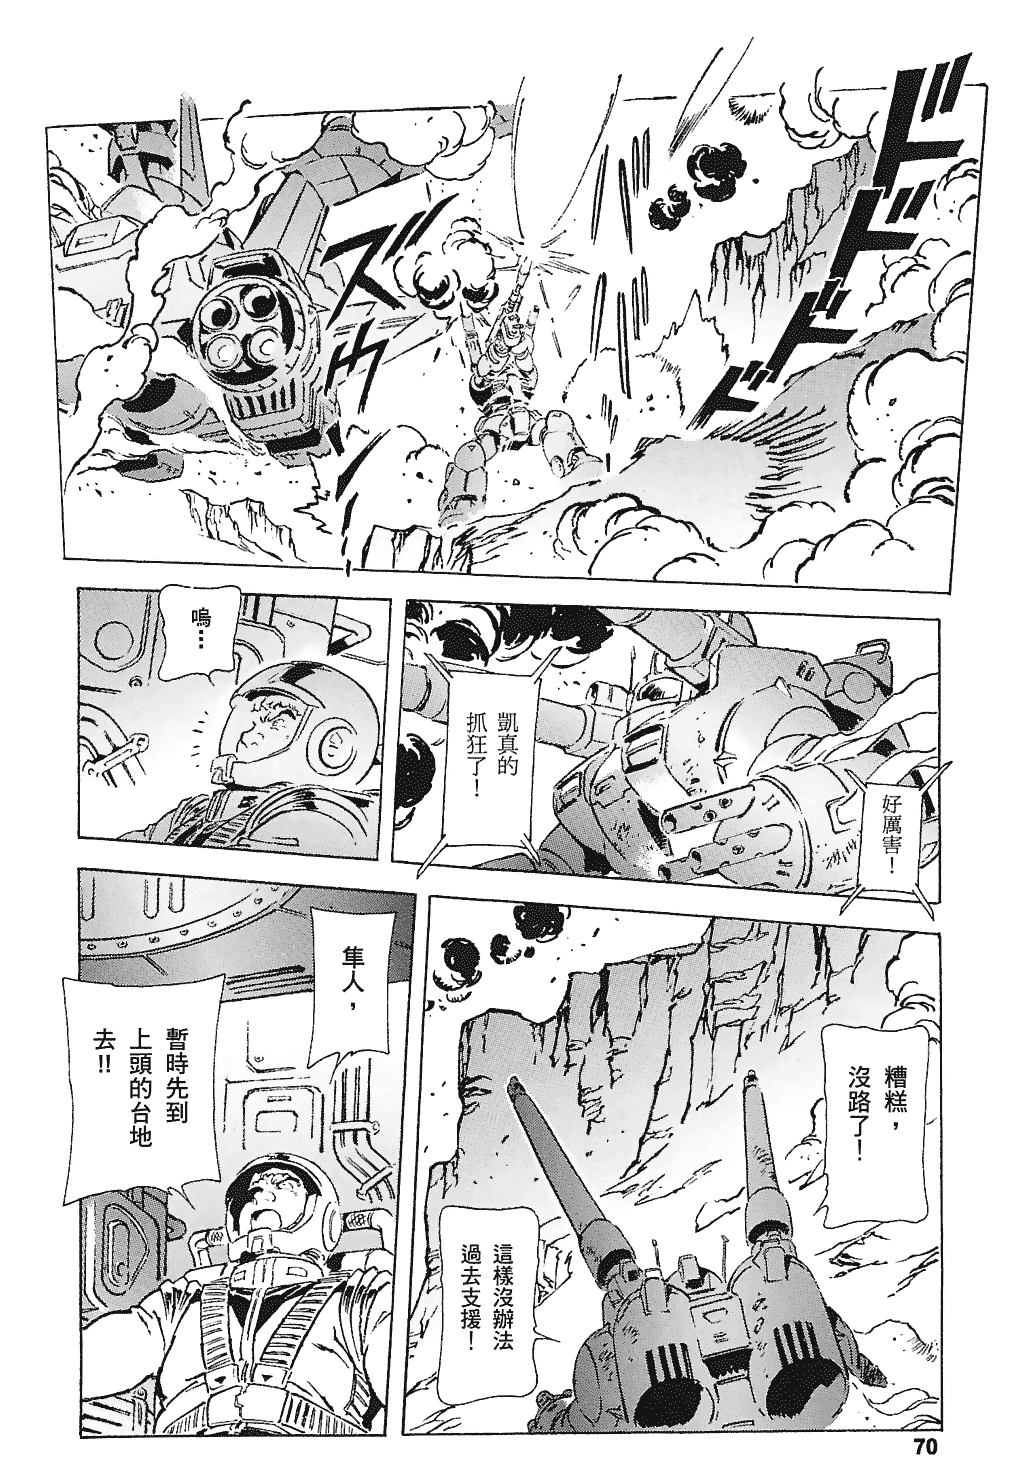 ドドドドド
ズズゥ
好厲害！
凱真的
抓狂了！
嗚…
糟糕，
沒路了！
這樣沒辦法
過去支援！
隼人，
暫時先到
上頭的台地
去!!
70